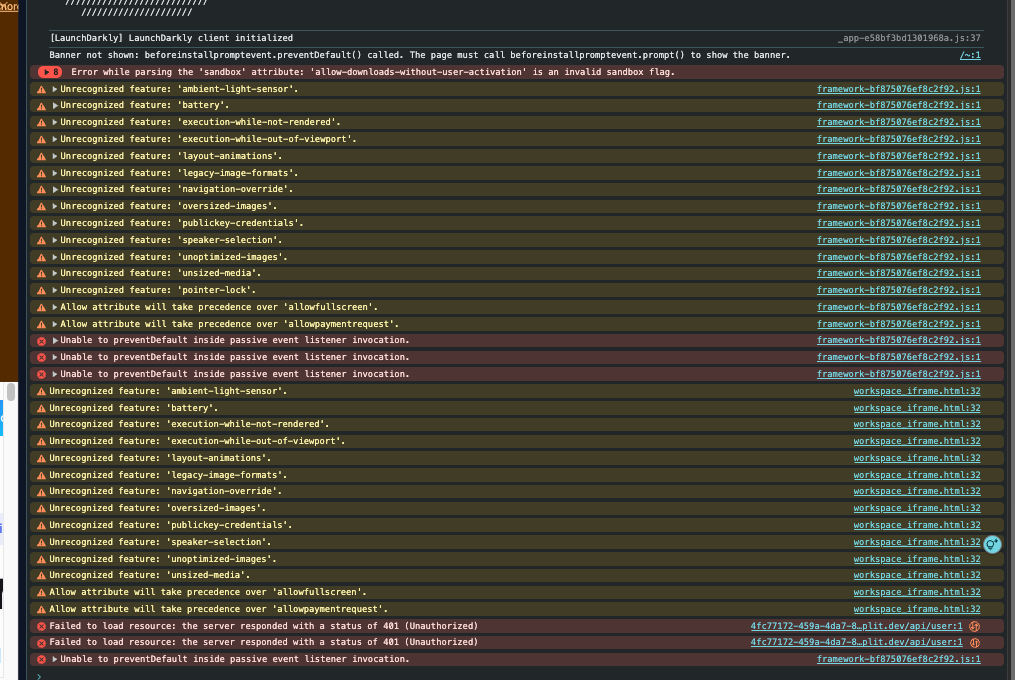 more
//////////////////////////
/////////////////////
[LaunchDarkly] LaunchDarkly client initialized _app-e58bf3bd1301968a.js:37
Banner not shown: beforeinstallpromptevent.preventDefault() called. The page must call beforeinstallpromptevent.prompt() to show the banner. /~:1
8 Error while parsing the 'sandbox' attribute: 'allow-downloads-without-user-activation' is an invalid sandbox flag.
Unrecognized feature: 'ambient-light-sensor'. framework-bf875076ef8c2f92.js:1
Unrecognized feature: 'battery'. framework-bf875076ef8c2f92.js:1
Unrecognized feature: 'execution-while-not-rendered'. framework-bf875076ef8c2f92.js:1
Unrecognized feature: 'execution-while-out-of-viewport'. framework-bf875076ef8c2f92.js:1
Unrecognized feature: 'layout-animations'. framework-bf875076ef8c2f92.js:1
Unrecognized feature: 'legacy-image-formats'. framework-bf875076ef8c2f92.js:1
Unrecognized feature: 'navigation-override'. framework-bf875076ef8c2f92.js:1
Unrecognized feature: 'oversized-images'. framework-bf875076ef8c2f92.js:1
Unrecognized feature: 'publickey-credentials'. framework-bf875076ef8c2f92.js:1
Unrecognized feature: 'speaker-selection'. framework-bf875076ef8c2f92.js:1
Unrecognized feature: 'unoptimized-images'. framework-bf875076ef8c2f92.js:1
Unrecognized feature: 'unsized-media'. framework-bf875076ef8c2f92.js:1
Unrecognized feature: 'pointer-lock'. framework-bf875076ef8c2f92.js:1
Allow attribute will take precedence over 'allowfullscreen'. framework-bf875076ef8c2f92.js:1
Allow attribute will take precedence over 'allowpaymentrequest'. framework-bf875076ef8c2f92.js:1
Unable to preventDefault inside passive event listener invocation. framework-bf875076ef8c2f92.js:1
Unable to preventDefault inside passive event listener invocation. framework-bf875076ef8c2f92.js:1
Unable to preventDefault inside passive event listener invocation. framework-bf875076ef8c2f92.js:1
Unrecognized feature: 'ambient-light-sensor'. workspace_iframe.html:32
Unrecognized feature: 'battery'. workspace_iframe.html:32
Unrecognized feature: 'execution-while-not-rendered'. workspace_iframe.html:32
Unrecognized feature: 'execution-while-out-of-viewport'. workspace_iframe.html:32
Unrecognized feature: 'layout-animations'. workspace_iframe.html:32
Unrecognized feature: 'legacy-image-formats'. workspace_iframe.html:32
Unrecognized feature: 'navigation-override'. workspace_iframe.html:32
Unrecognized feature: 'oversized-images'. workspace_iframe.html:32
Unrecognized feature: 'publickey-credentials'. workspace_iframe.html:32
Unrecognized feature: 'speaker-selection'. workspace_iframe.html:32
Unrecognized feature: 'unoptimized-images'. workspace_iframe.html:32
Unrecognized feature: 'unsized-media'. workspace_iframe.html:32
Allow attribute will take precedence over 'allowfullscreen'. workspace_iframe.html:32
Allow attribute will take precedence over 'allowpaymentrequest'. workspace_iframe.html:32
Failed to load resource: the server responded with a status of 401 (Unauthorized) 4fc77172-459a-4da7-8…plit.dev/api/user:1
Failed to load resource: the server responded with a status of 401 (Unauthorized) 4fc77172-459a-4da7-8…plit.dev/api/user:1
Unable to preventDefault inside passive event listener invocation. framework-bf875076ef8c2f92.js:1